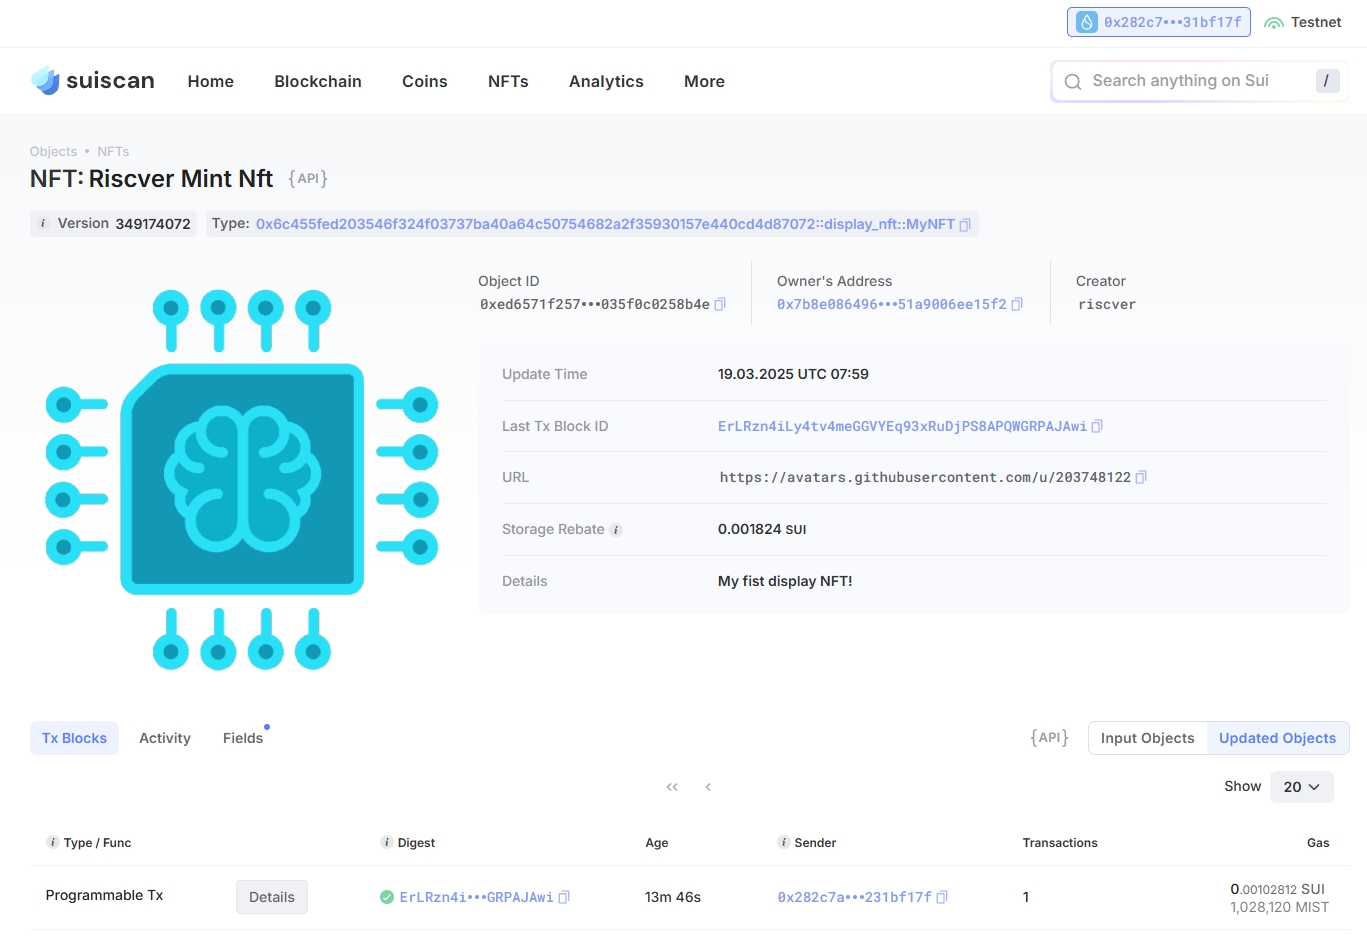 0x282c7•••31bf17f Testnet
suiscan Home Blockchain Coins NFTs Analytics More Search anything on Sui /
Objects • NFTs
NFT: Riscver Mint Nft {API}
i Version 349174072 Type: 0x6c455fed203546f324f03737ba40a64c50754682a2f35930157e440cd4d87072::display_nft::MyNFT
Object ID Owner's Address Creator
0xed6571f257•••035f0c0258b4e 0x7b8e086496•••51a9006ee15f2 riscver
Update Time 19.03.2025 UTC 07:59
Last Tx Block ID ErLRzn4iLy4tv4meGGVYEq93xRuDjPS8APQWGRPAJAwi
URL https://avatars.githubusercontent.com/u/203748122
Storage Rebate i 0.001824 SUI
Details My fist display NFT!
Tx Blocks Activity Fields {API} Input Objects Updated Objects
Show 20
i Type / Func i Digest Age i Sender Transactions Gas
Programmable Tx Details ErLRzn4i•••GRPAJAwi 13m 46s 0x282c7a•••231bf17f 1 0.00102812 SUI
1,028,120 MIST